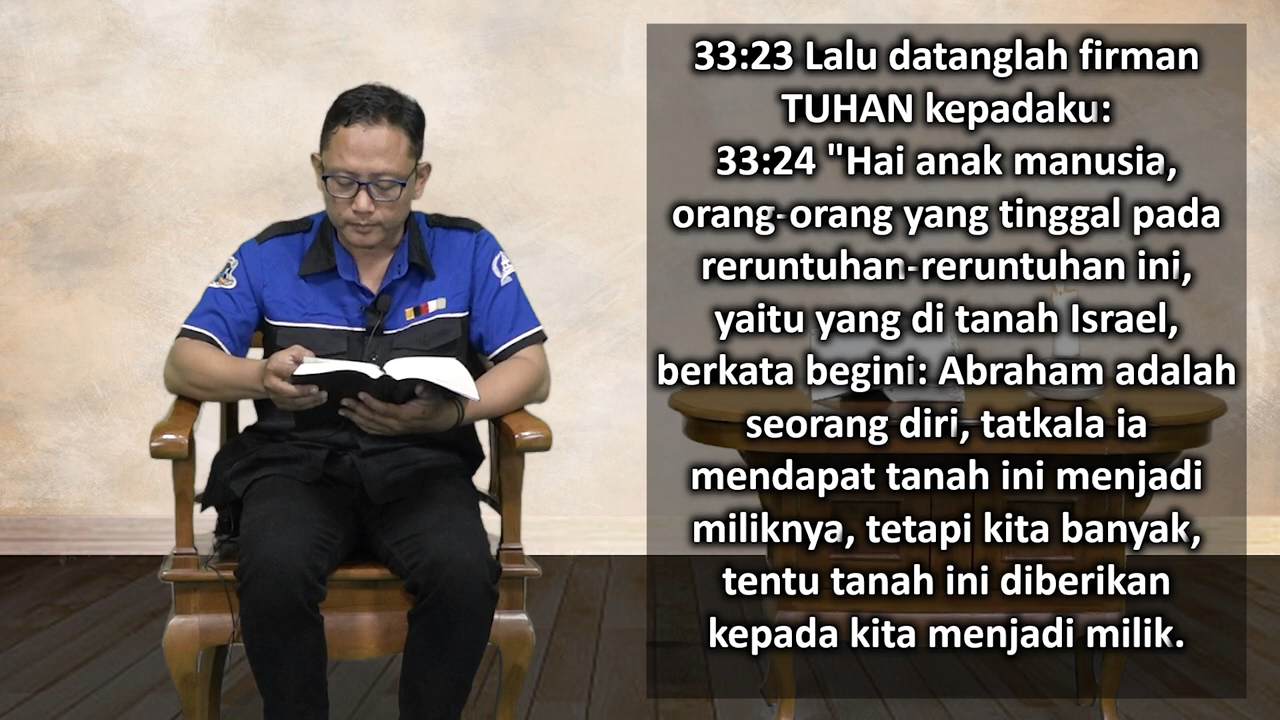 33:23 Lalu datanglah firman
TUHAN kepadaku:
33:24 "Hai anak manusia,
orang-orang yang tinggal pada
reruntuhan-reruntuhan ini,
yaitu yang di tanah Israel,
berkata begini: Abraham adalah
seorang diri, tatkala ia
mendapat tanah ini menjadi
miliknya, tetapi kita banyak,
tentu tanah ini diberikan
kepada kita menjadi milik.